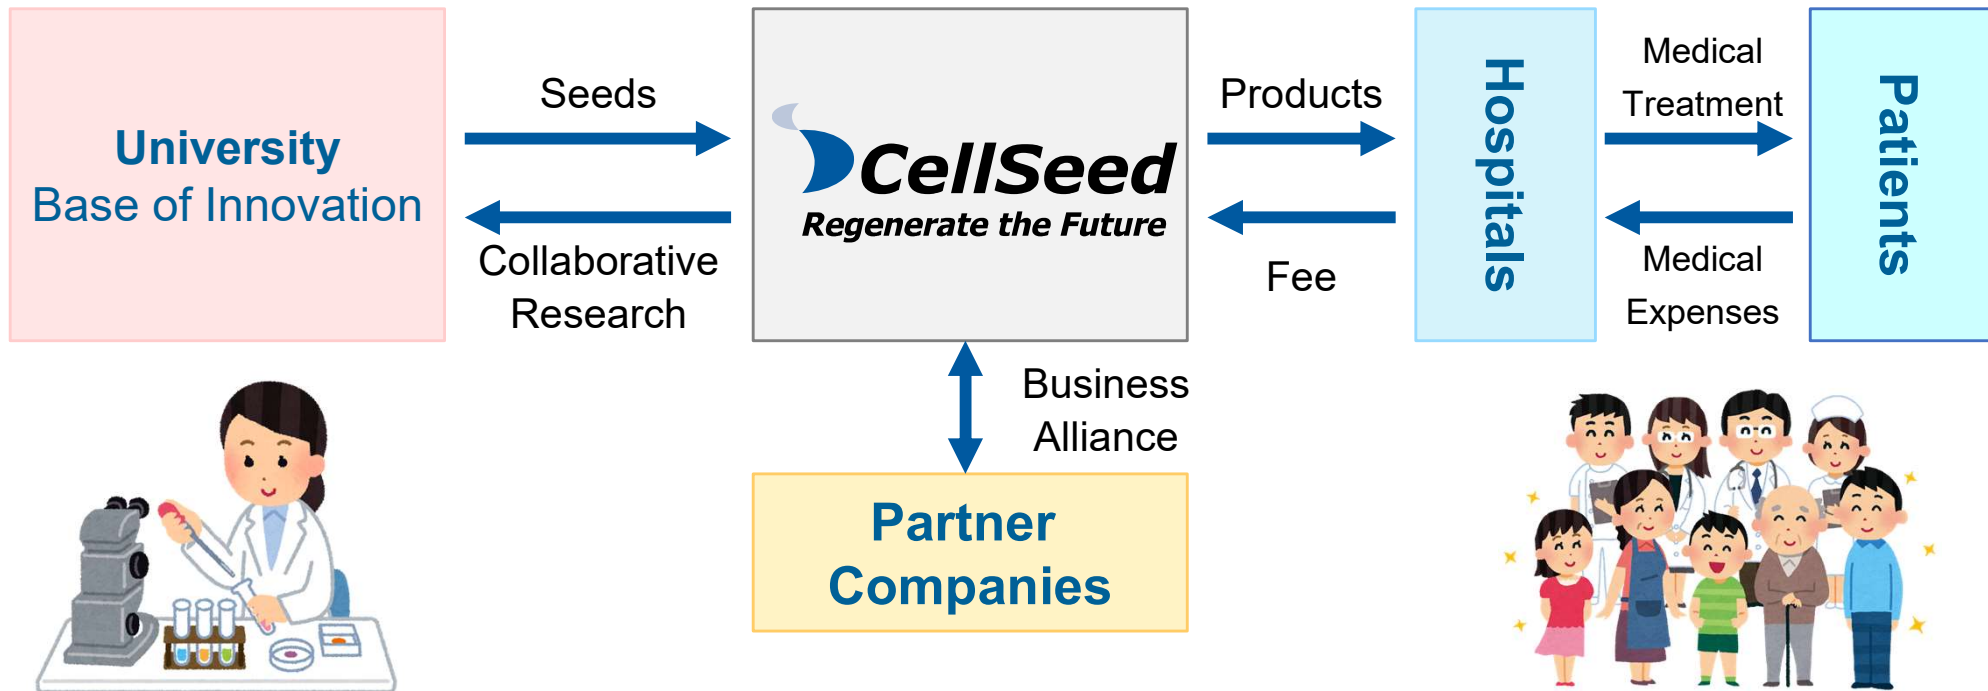 University
Base of Innovation
Seeds
Collaborative
Research
CellSeed
Regenerate the Future
Products
Fee
Hospitals
Medical
Treatment
Medical
Expenses
Patients
Business
Alliance
Partner
Companies